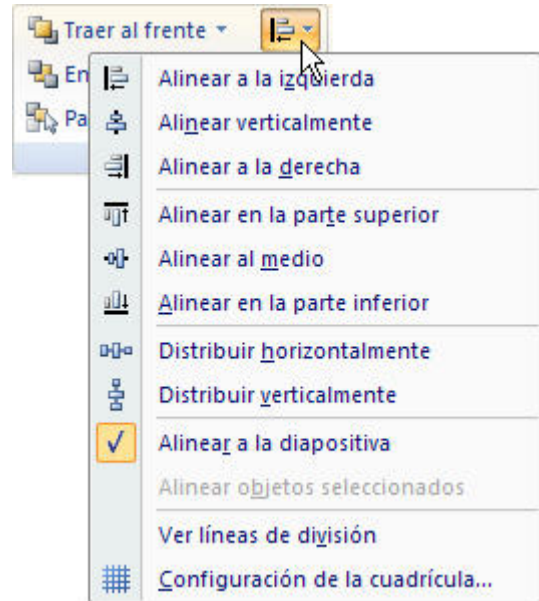 Traer al frente
En
Pa
Alinear a la izquierda
Alinear verticalmente
Alinear a la derecha
Alinear en la parte superior
Alinear al medio
Alinear en la parte inferior
Distribuir horizontalmente
Distribuir verticalmente
Alinear a la diapositiva
Alinear objetos seleccionados
Ver líneas de división
Configuración de la cuadrícula...